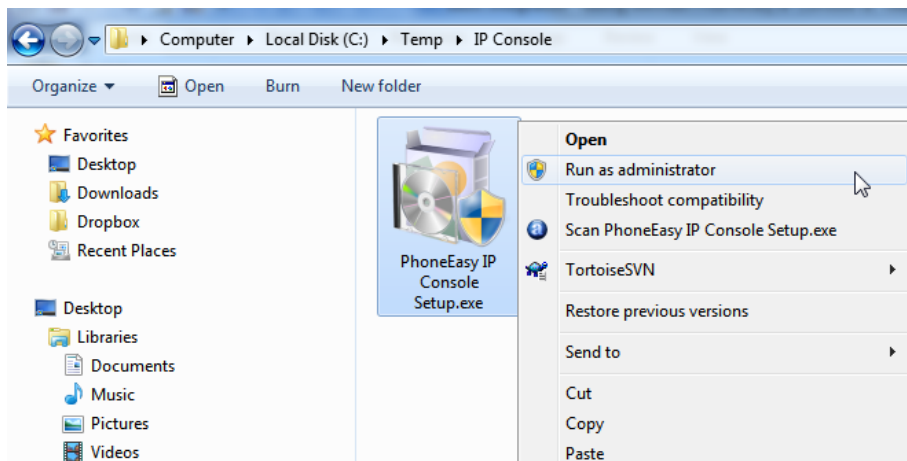 Computer ▸ Local Disk (C:) ▸ Temp ▸ IP Console
Organize ▾ Open Burn New folder
Favorites
Desktop
Downloads
Dropbox
Recent Places
Desktop
Libraries
Documents
Music
Pictures
Videos
PhoneEasy IP
Console
Setup.exe
Open
Run as administrator
Troubleshoot compatibility
Scan PhoneEasy IP Console Setup.exe
TortoiseSVN
Restore previous versions
Send to
Cut
Copy
Paste